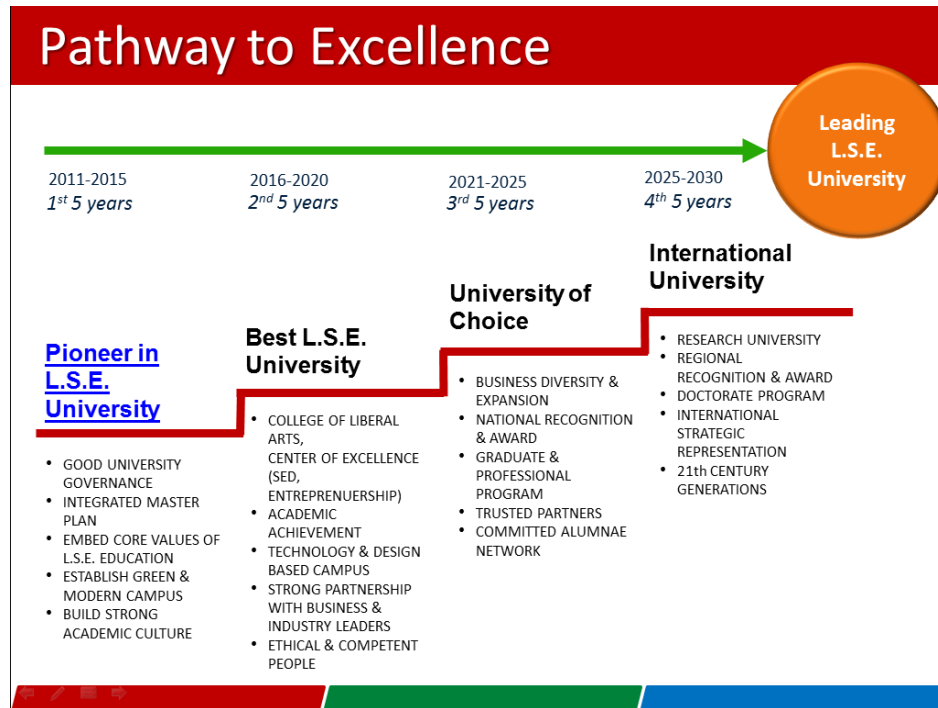 Pathway to Excellence
Leading
L.S.E.
University
2011-2015
1st 5 years
2016-2020
2nd 5 years
2021-2025
3rd 5 years
2025-2030
4th 5 years
Pioneer in
L.S.E.
University
• GOOD UNIVERSITY
GOVERNANCE
• INTEGRATED MASTER
PLAN
• EMBED CORE VALUES OF
L.S.E. EDUCATION
• ESTABLISH GREEN &
MODERN CAMPUS
• BUILD STRONG
ACADEMIC CULTURE
Best L.S.E.
University
• COLLEGE OF LIBERAL
ARTS,
CENTER OF EXCELLENCE
(SED,
ENTREPRENUERSHIP)
• ACADEMIC
ACHIEVEMENT
• TECHNOLOGY & DESIGN
BASED CAMPUS
• STRONG PARTNERSHIP
WITH BUSINESS &
INDUSTRY LEADERS
• ETHICAL & COMPETENT
PEOPLE
University of
Choice
• BUSINESS DIVERSITY &
EXPANSION
• NATIONAL RECOGNITION
& AWARD
• GRADUATE &
PROFESSIONAL
PROGRAM
• TRUSTED PARTNERS
• COMMITTED ALUMNAE
NETWORK
International
University
• RESEARCH UNIVERSITY
• REGIONAL
RECOGNITION & AWARD
• DOCTORATE PROGRAM
• INTERNATIONAL
STRATEGIC
REPRESENTATION
• 21th CENTURY
GENERATIONS